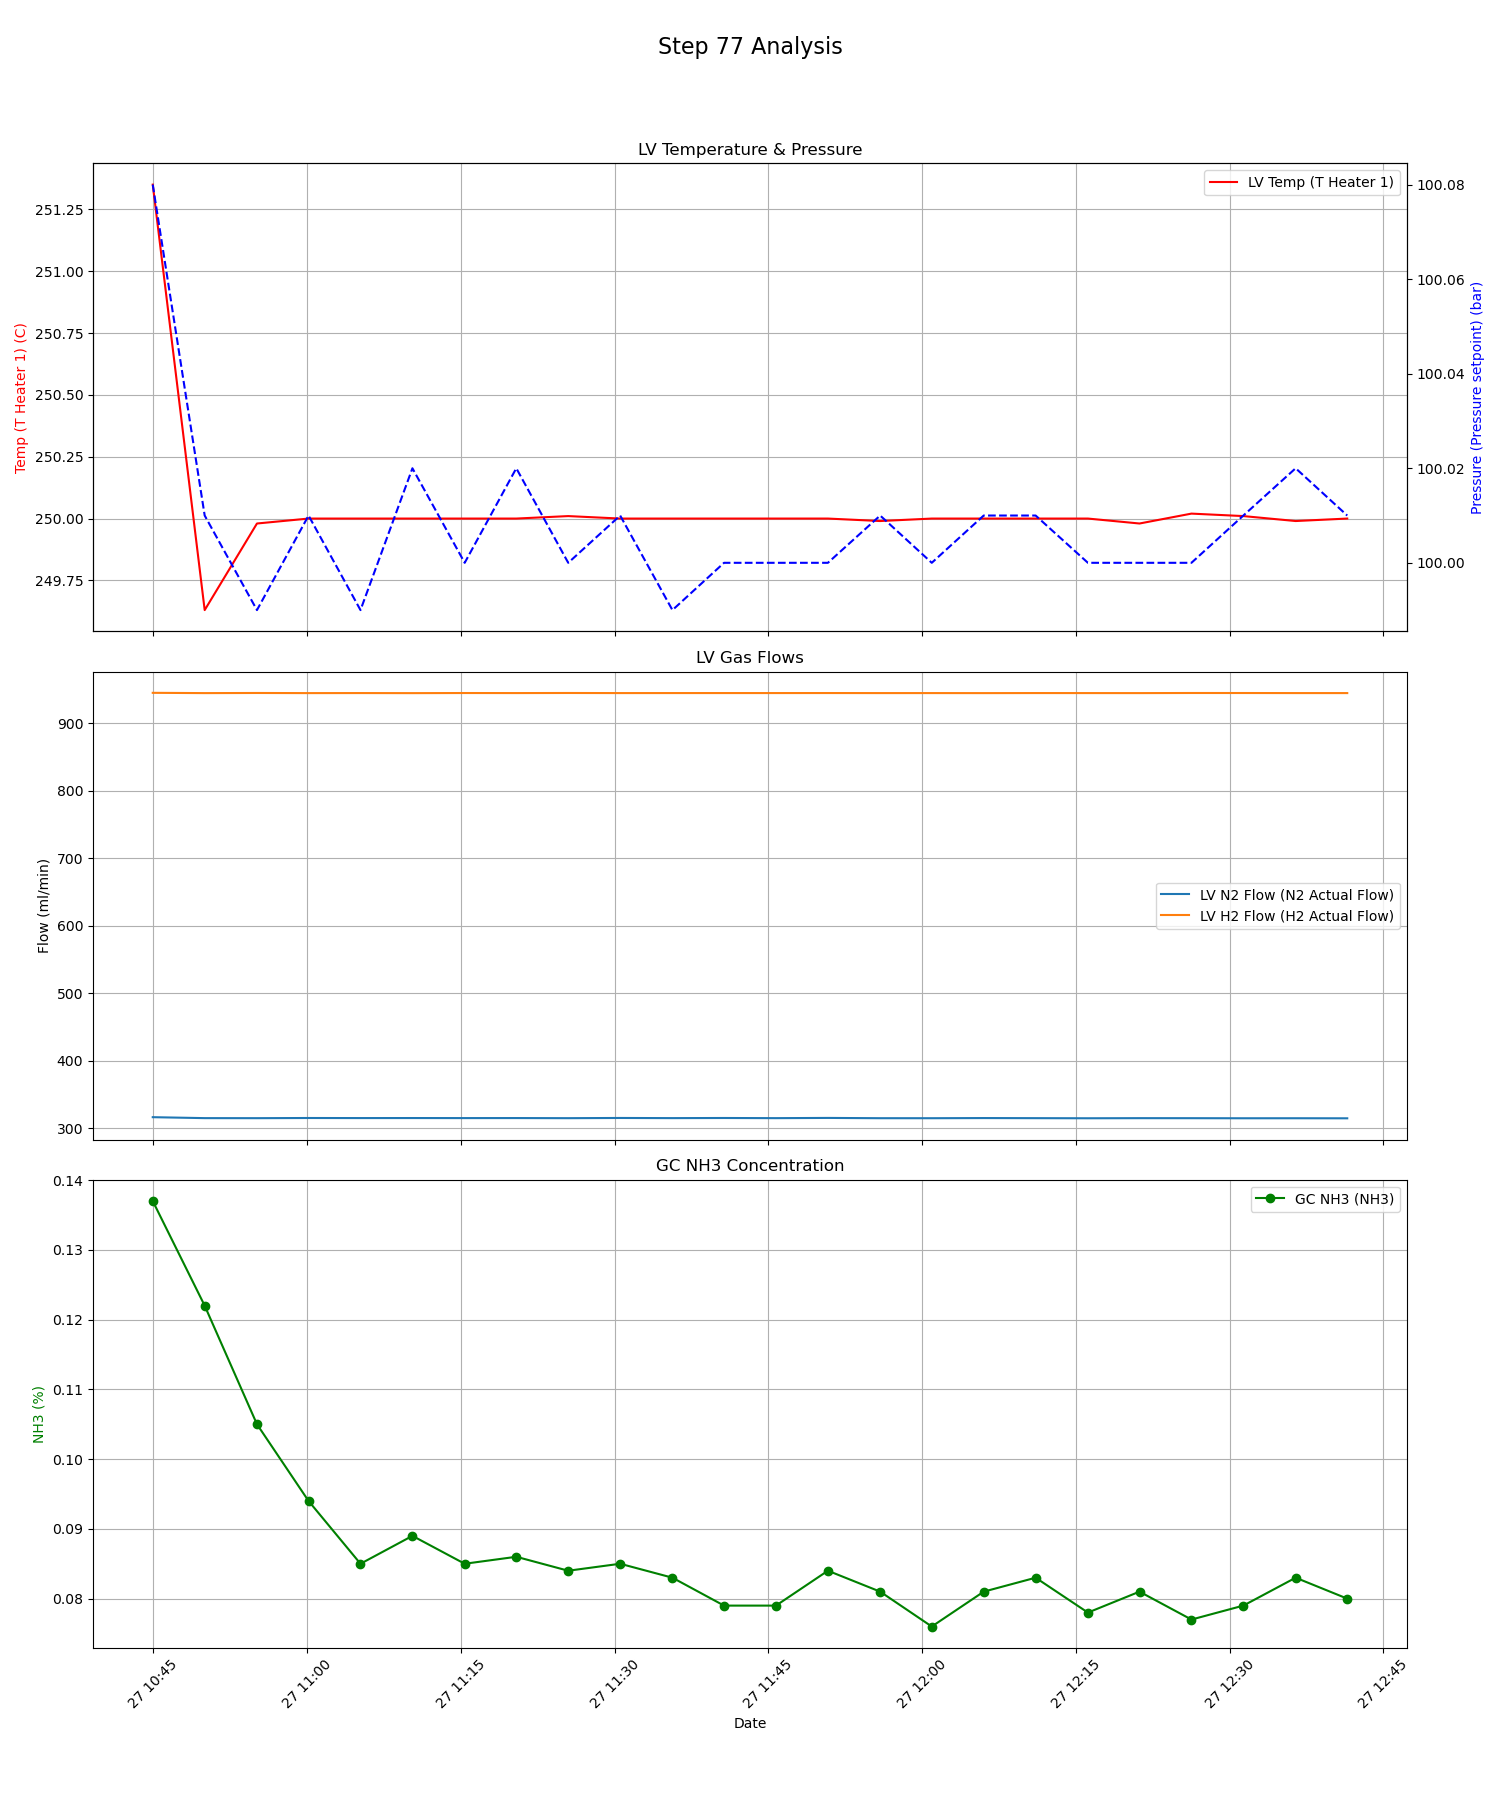 Step 77 Analysis
LV Temperature & Pressure
LV Temp (T Heater 1)
Temp (T Heater 1) (C)
251.25
251.00
250.75
250.50
250.25
250.00
249.75
Pressure (Pressure setpoint) (bar)
100.08
100.06
100.04
100.02
100.00
LV Gas Flows
Flow (ml/min)
900
800
700
600
500
400
300
LV N2 Flow (N2 Actual Flow)
LV H2 Flow (H2 Actual Flow)
GC NH3 Concentration
GC NH3 (NH3)
NH3 (%)
0.14
0.13
0.12
0.11
0.10
0.09
0.08
27 10:45
27 11:00
27 11:15
27 11:30
27 11:45
27 12:00
27 12:15
27 12:30
27 12:45
Date